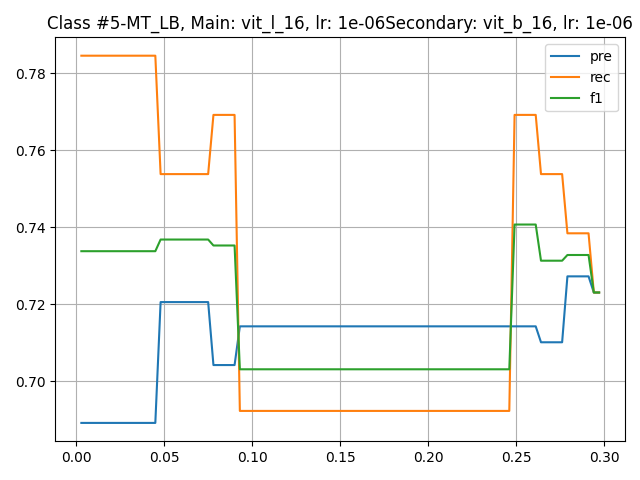 Class #5-MT_LB, Main: vit_l_16, lr: 1e-06Secondary: vit_b_16, lr: 1e-06
pre
rec
f1
0.78
0.76
0.74
0.72
0.70
0.00 0.05 0.10 0.15 0.20 0.25 0.30